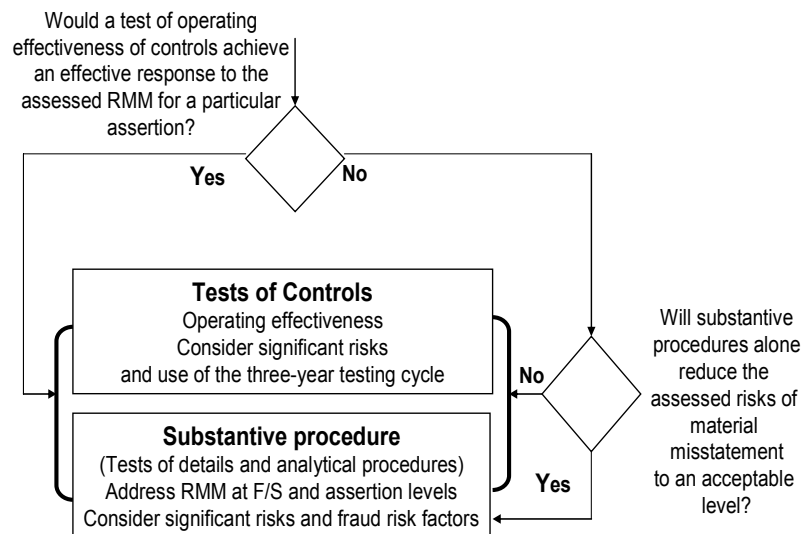 Would a test of operating
effectiveness of controls achieve
an effective response to the
assessed RMM for a particular
assertion?
Yes
No
Tests of Controls
Operating effectiveness
Consider significant risks
and use of the three-year testing cycle
Substantive procedure
(Tests of details and analytical procedures)
Address RMM at F/S and assertion levels
Consider significant risks and fraud risk factors
No
Yes
Will substantive
procedures alone
reduce the
assessed risks of
material
misstatement
to an acceptable
level?